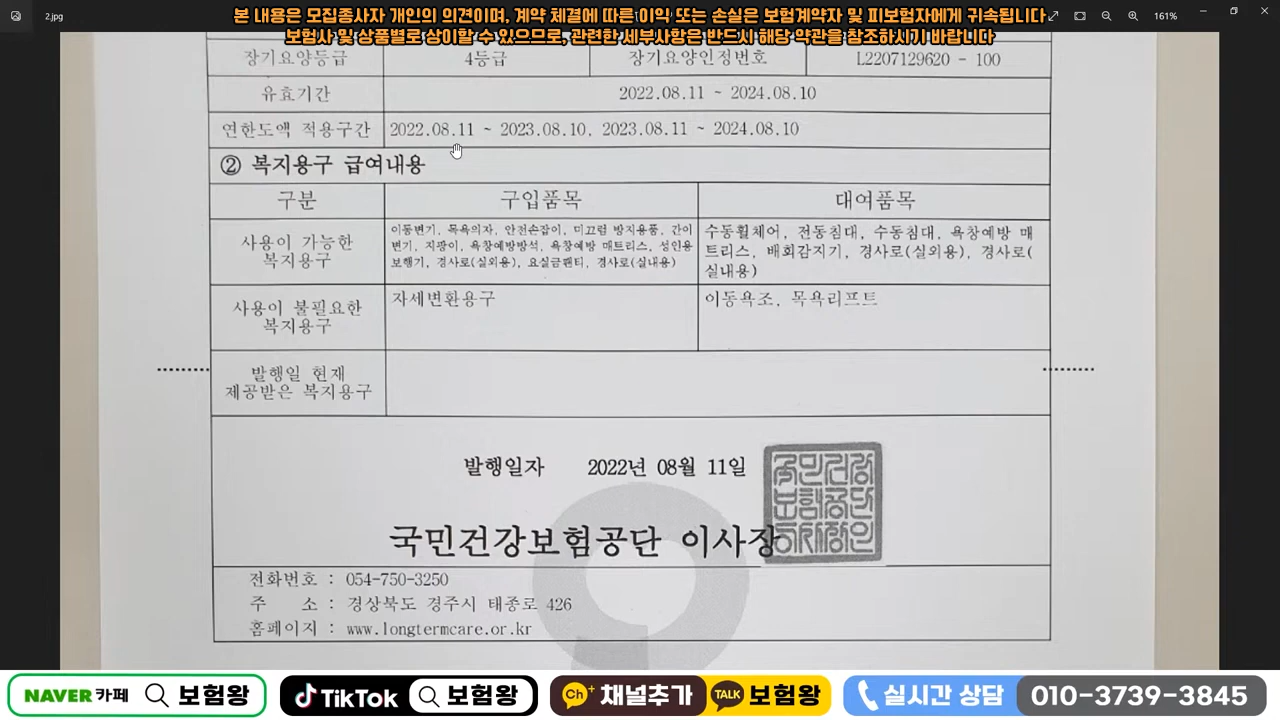 2.jpg
본 내용은 모집종사자 개인의 의견이며, 계약 체결에 따른 이익 또는 손실은 보험계약자 및 피보험자에게 귀속됩니다
161%
보험사 및 상품별로 상이할 수 있으므로, 관련한 세부사항은 반드시 해당 약관을 참조하시기 바랍니다
장기요양등급 4등급 장기요양인정번호 L2207129620 - 100
유효기간 2022.08.11 ~ 2024.08.10
연한도액 적용구간 2022.08.11 ~ 2023.08.10, 2023.08.11 ~ 2024.08.10
② 복지용구 급여내용
구분 구입품목 대여품목
사용이 가능한
복지용구
이동변기, 목욕의자, 안전손잡이, 미끄럼 방지용품, 간이
변기, 지팡이, 욕창예방방석, 욕창예방 매트리스, 성인용
보행기, 경사로(실외용), 요실금팬티, 경사로(실내용)
수동휠체어, 전동침대, 수동침대, 욕창예방 매
트리스, 배회감지기, 경사로(실외용), 경사로(
실내용)
사용이 불필요한
복지용구
자세변환용구
이동욕조, 목욕리프트
발행일 현재
제공받은 복지용구
발행일자 2022년 08월 11일
국민건강보험공단 이사장
전화번호 : 054-750-3250
주 소 : 경상북도 경주시 태종로 426
홈페이지 : www.longtermcare.or.kr
NAVER 카페 보험왕
TikTok 보험왕
Ch+ 채널추가 TALK 보험왕
실시간 상담 010-3739-3845